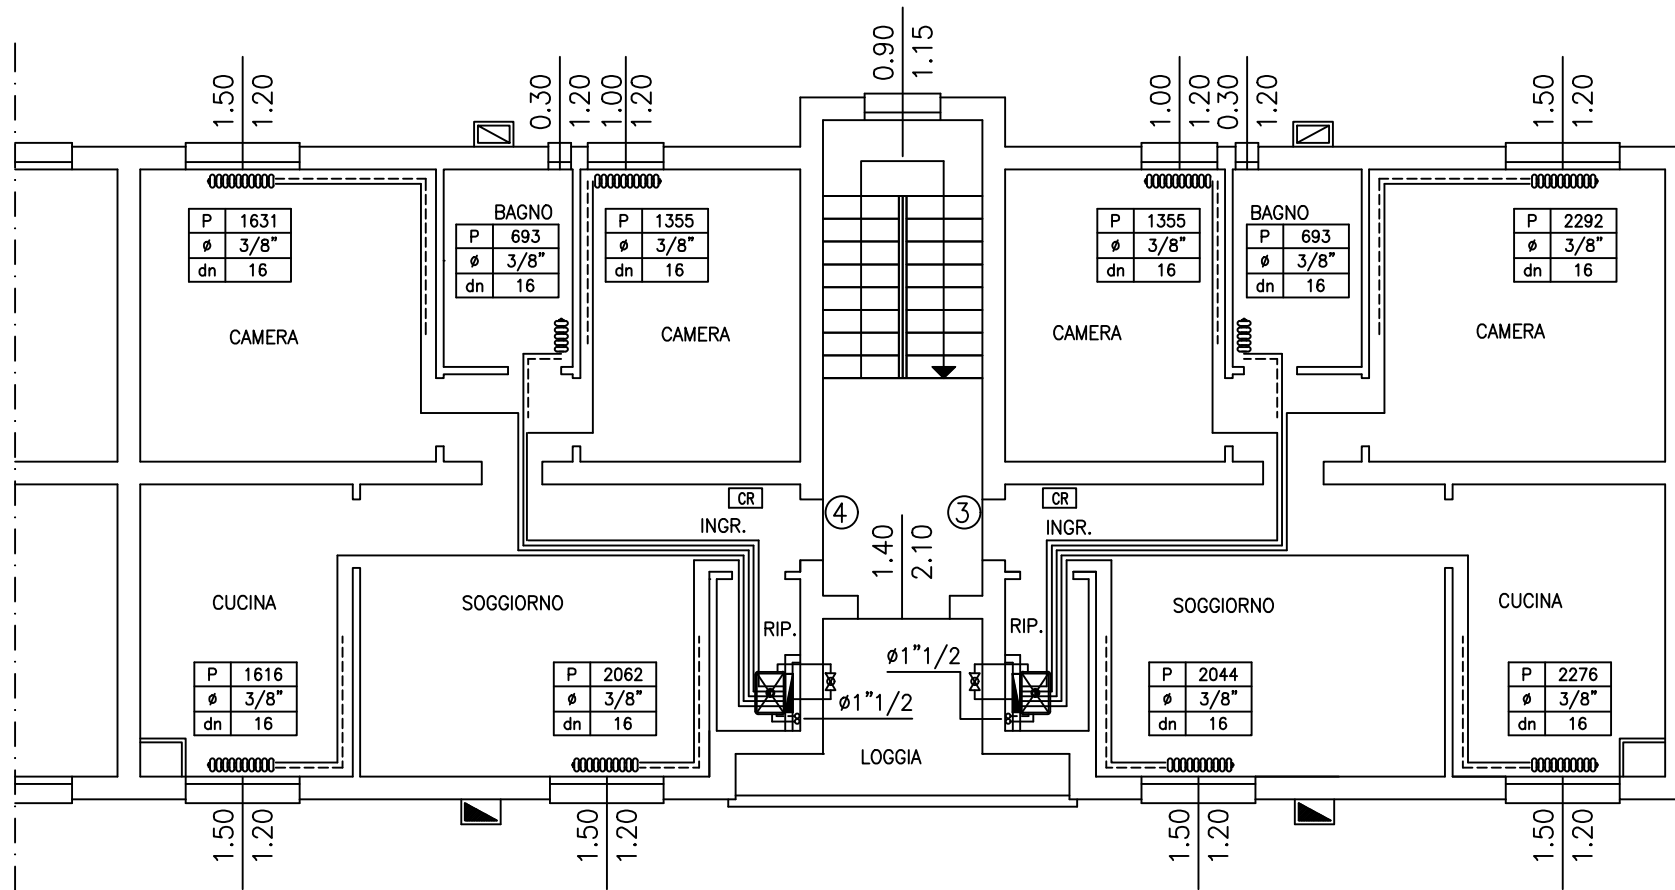 1.50
1.20
0.30
1.20
1.00
1.20
0.90
1.15
1.00
1.20
0.30
1.20
1.50
1.20
P 1631
ø 3/8"
dn 16
BAGNO
P 693
ø 3/8"
dn 16
P 1355
ø 3/8"
dn 16
P 1355
ø 3/8"
dn 16
BAGNO
P 693
ø 3/8"
dn 16
P 2292
ø 3/8"
dn 16
CAMERA
CAMERA
CAMERA
CAMERA
CR
INGR.
4
3
CR
INGR.
1.40
2.10
CUCINA
SOGGIORNO
RIP.
RIP.
SOGGIORNO
CUCINA
P 1616
ø 3/8"
dn 16
P 2062
ø 3/8"
dn 16
ø1"1/2
ø1"1/2
P 2044
ø 3/8"
dn 16
P 2276
ø 3/8"
dn 16
LOGGIA
1.50
1.20
1.50
1.20
1.50
1.20
1.50
1.20